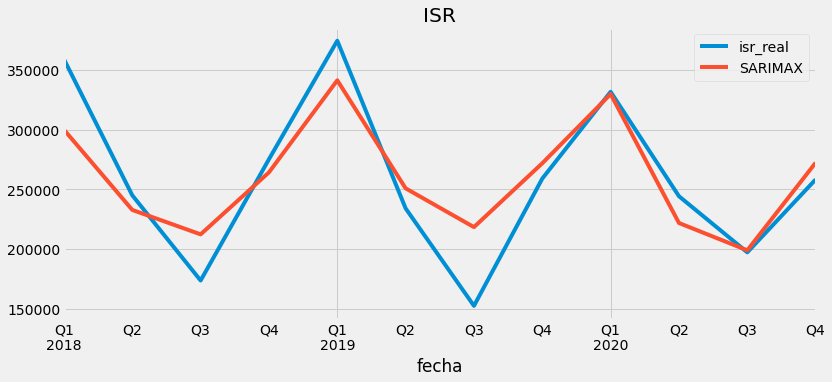 ISR
isr_real
SARIMAX
350000
300000
250000
200000
150000
Q1 Q2 Q3 Q4 Q1 Q2 Q3 Q4 Q1 Q2 Q3 Q4
2018 2019 2020
fecha